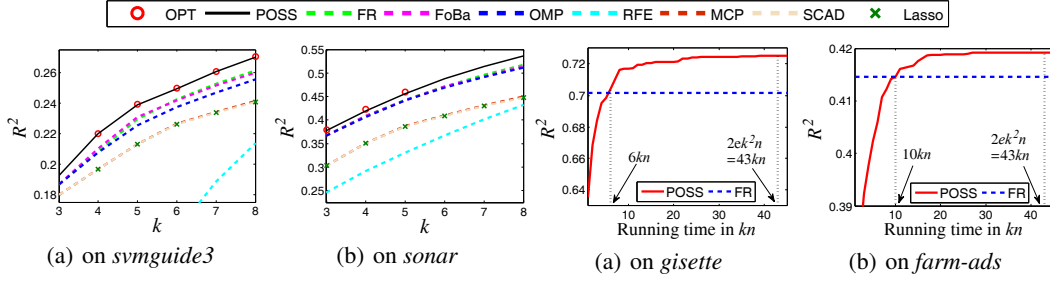 OPT POSS FR FoBa OMP RFE MCP SCAD Lasso
R²
0.26
0.24
0.22
0.2
0.18
3 4 5 6 7 8
k
(a) on svmguide3
R²
0.55
0.5
0.45
0.4
0.35
0.3
0.25
3 4 5 6 7 8
k
(b) on sonar
R²
0.72
0.7
0.68
0.66
0.64
6kn
2ek²n
=43kn
POSS FR
10 20 30 40
Running time in kn
(a) on gisette
R²
0.42
0.41
0.4
0.39
10kn
2ek²n
=43kn
POSS FR
10 20 30 40
Running time in kn
(b) on farm-ads